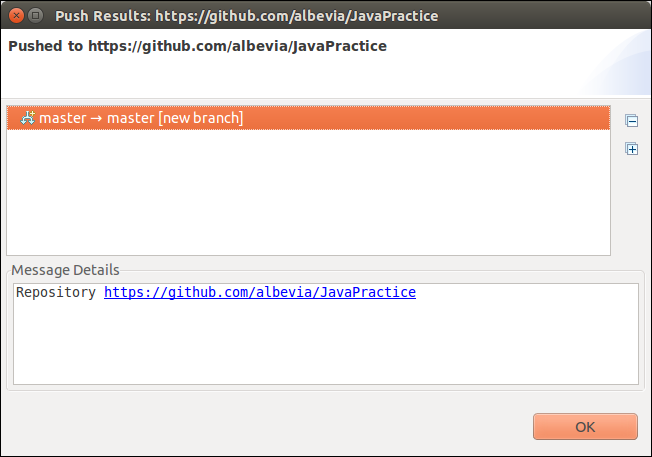 Push Results: https://github.com/albevia/JavaPractice
Pushed to https://github.com/albevia/JavaPractice
master → master [new branch]
Message Details
Repository https://github.com/albevia/JavaPractice
OK